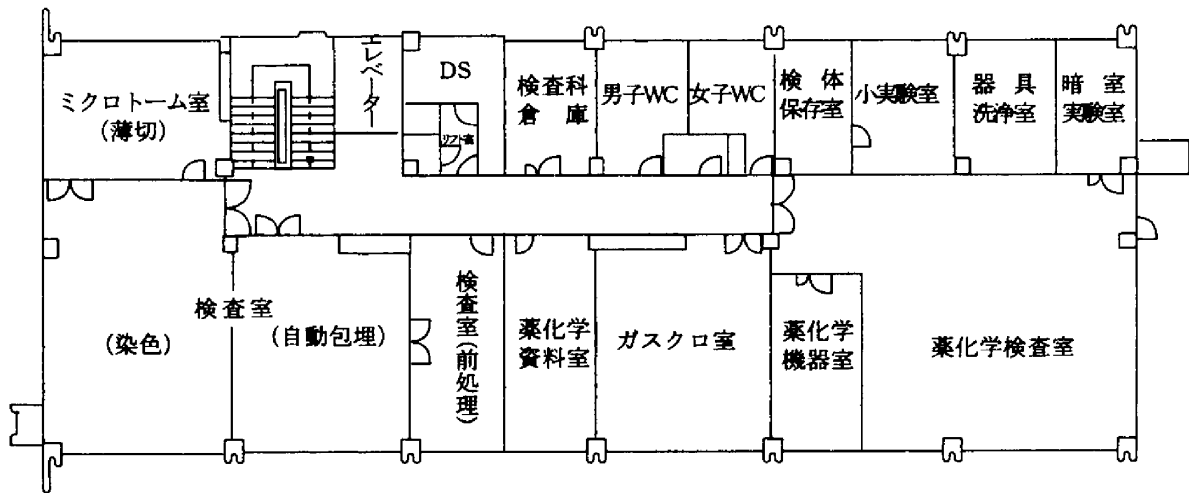 ミクロトーム室
(薄切)
エレベーター
DS
リフト室
検査科
倉庫
男子WC
女子WC
検体
保存室
小実験室
器具
洗浄室
暗室
実験室
検査室
(染色)
(自動包埋)
検査室(前処理)
薬化学
資料室
ガスクロ室
薬化学
機器室
薬化学検査室